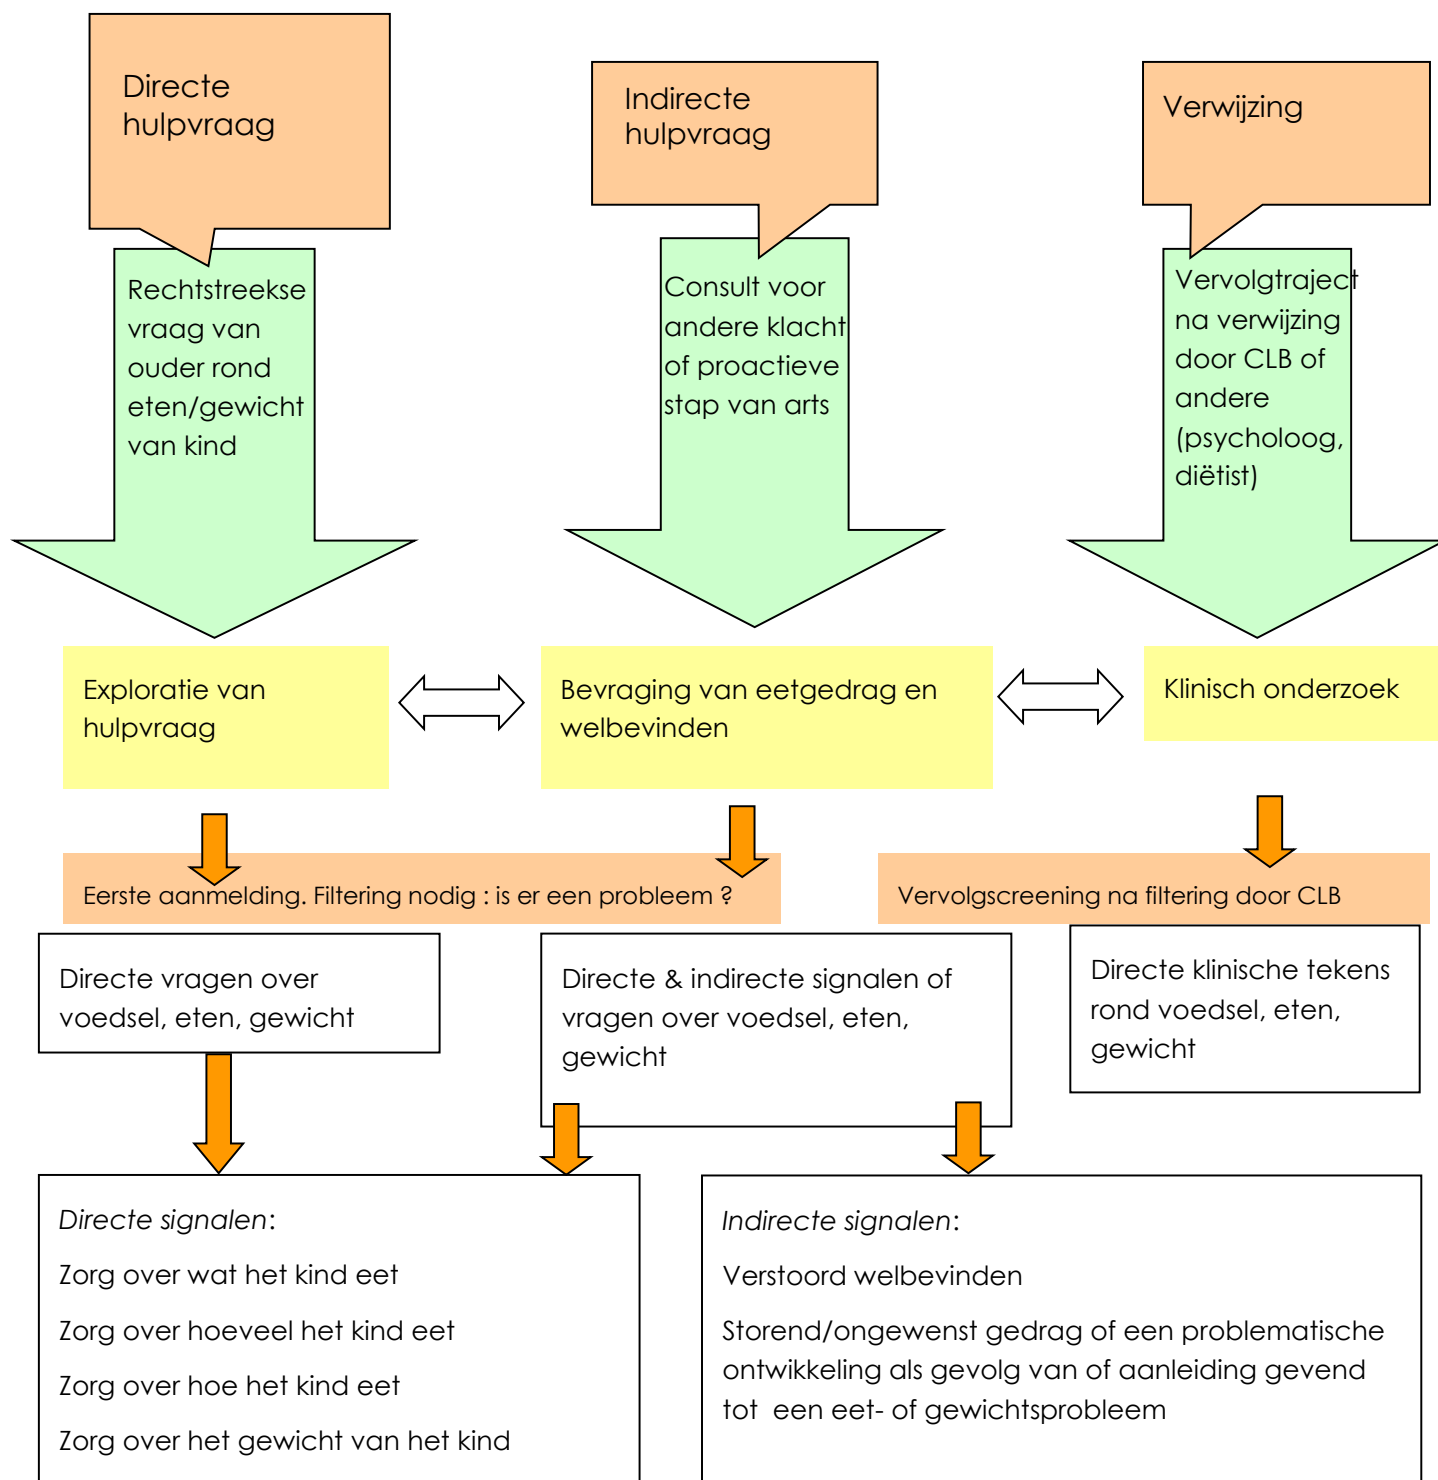 Directe
hulpvraag
Indirecte
hulpvraag
Verwijzing
Rechtstreekse
vraag van
ouder rond
eten/gewicht
van kind
Consult voor
andere klacht
of proactieve
stap van arts
Vervolgtraject
na verwijzing
door CLB of
andere
(psycholoog,
diëtist)
Exploratie van
hulpvraag
Bevraging van eetgedrag en
welbevinden
Klinisch onderzoek
Eerste aanmelding. Filtering nodig : is er een probleem ?
Vervolgscreening na filtering door CLB
Directe vragen over
voedsel, eten, gewicht
Directe & indirecte signalen of
vragen over voedsel, eten,
gewicht
Directe klinische tekens
rond voedsel, eten,
gewicht
Directe signalen:
Zorg over wat het kind eet
Zorg over hoeveel het kind eet
Zorg over hoe het kind eet
Zorg over het gewicht van het kind
Indirecte signalen:
Verstoord welbevinden
Storend/ongewenst gedrag of een problematische
ontwikkeling als gevolg van of aanleiding gevend
tot een eet- of gewichtsprobleem